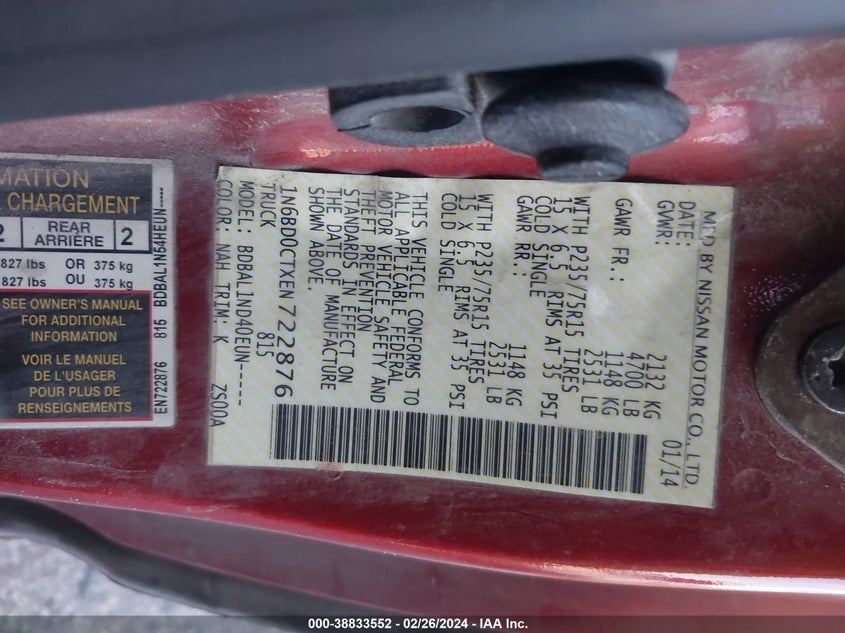 MATION
CHARGEMENT
2 REAR ARRIÈRE 2
827 lbs OR 375 kg
827 lbs OU 375 kg
SEE OWNER'S MANUAL
FOR ADDITIONAL
INFORMATION
VOIR LE MANUEL
DE L'USAGER
POUR PLUS DE
RENSEIGNEMENTS
EN722876 816 BDBAL1N54HEUN-----
MFD BY NISSAN MOTOR CO., LTD.
DATE: 01/14
GVWR: 2132 KG
4700 LB
GAWR FR: 1148 KG
2531 LB
WITH P235/75R15 TIRES
15 X 6.5 RIMS AT 35 PSI
COLD SINGLE
GAWR RR: 1148 KG
2531 LB
WITH P235/75R15 TIRES
15 X 6.5 RIMS AT 35 PSI
COLD SINGLE
THIS VEHICLE CONFORMS TO
ALL APPLICABLE FEDERAL
MOTOR VEHICLE SAFETY AND
THEFT PREVENTION
STANDARDS IN EFFECT ON
THE DATE OF MANUFACTURE
SHOWN ABOVE.
1N6BD0CTXEN722876
TRUCK 815
MODEL: BDBAL1ND40EUN-----
COLOR: NAH TRIM: K ZS00A
000-38833552 - 02/26/2024 - IAA Inc.